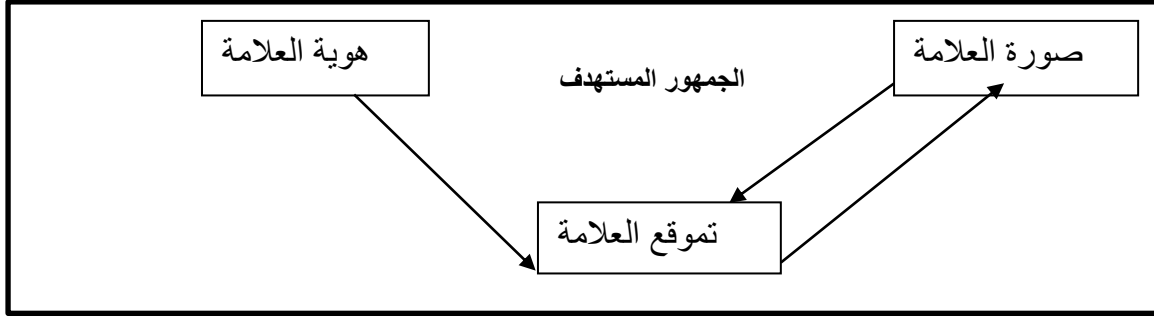 صورة العلامة
هوية العلامة
الجمهور المستهدف
تموقع العلامة